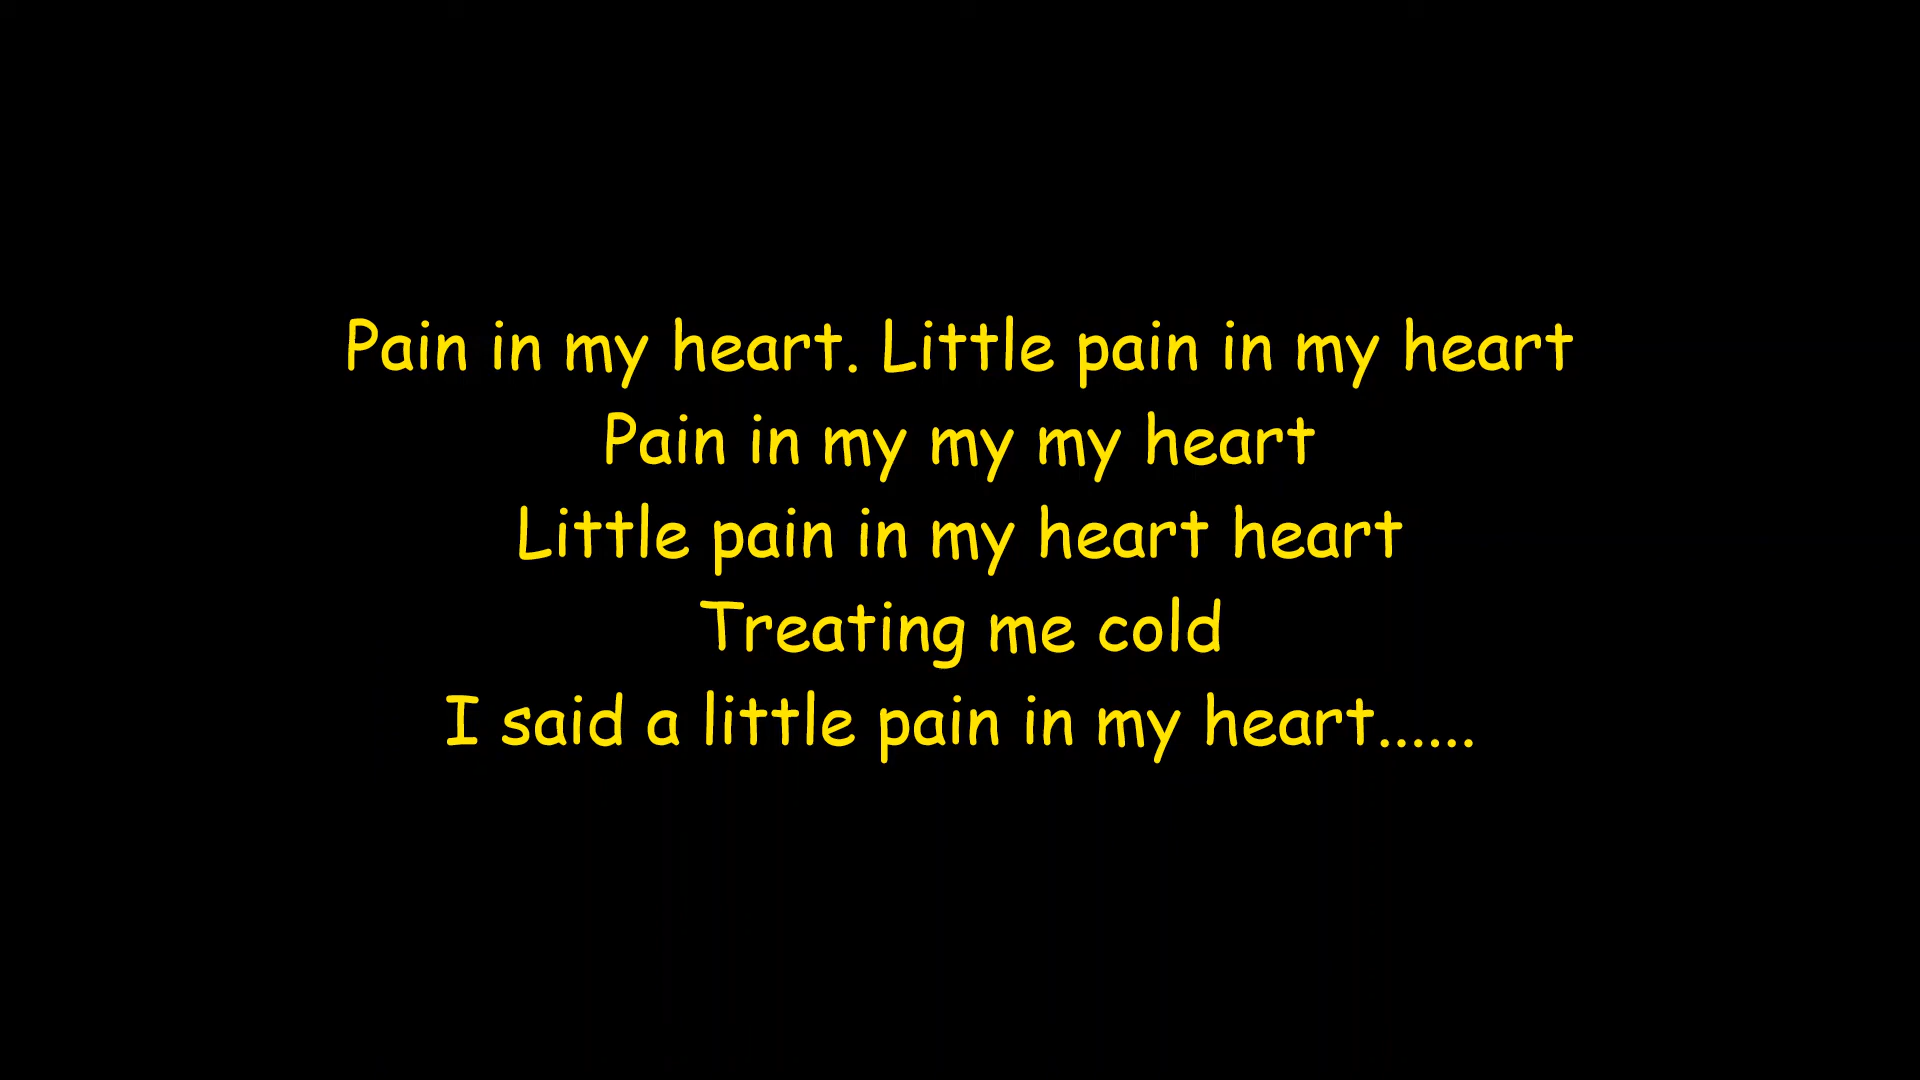 Pain in my heart. Little pain in my heart
Pain in my my my heart
Little pain in my heart heart
Treating me cold
I said a little pain in my heart......